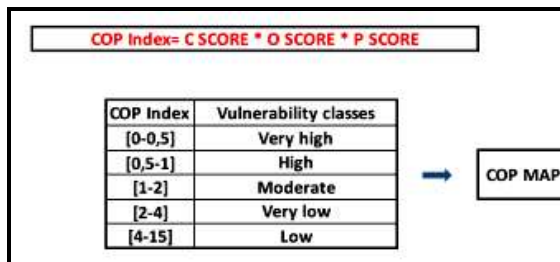 COP Index= C SCORE * O SCORE * P SCORE
COP Index Vulnerability classes
[0-0,5] Very high
[0,5-1] High
[1-2] Moderate
[2-4] Very low
[4-15] Low
COP MAP